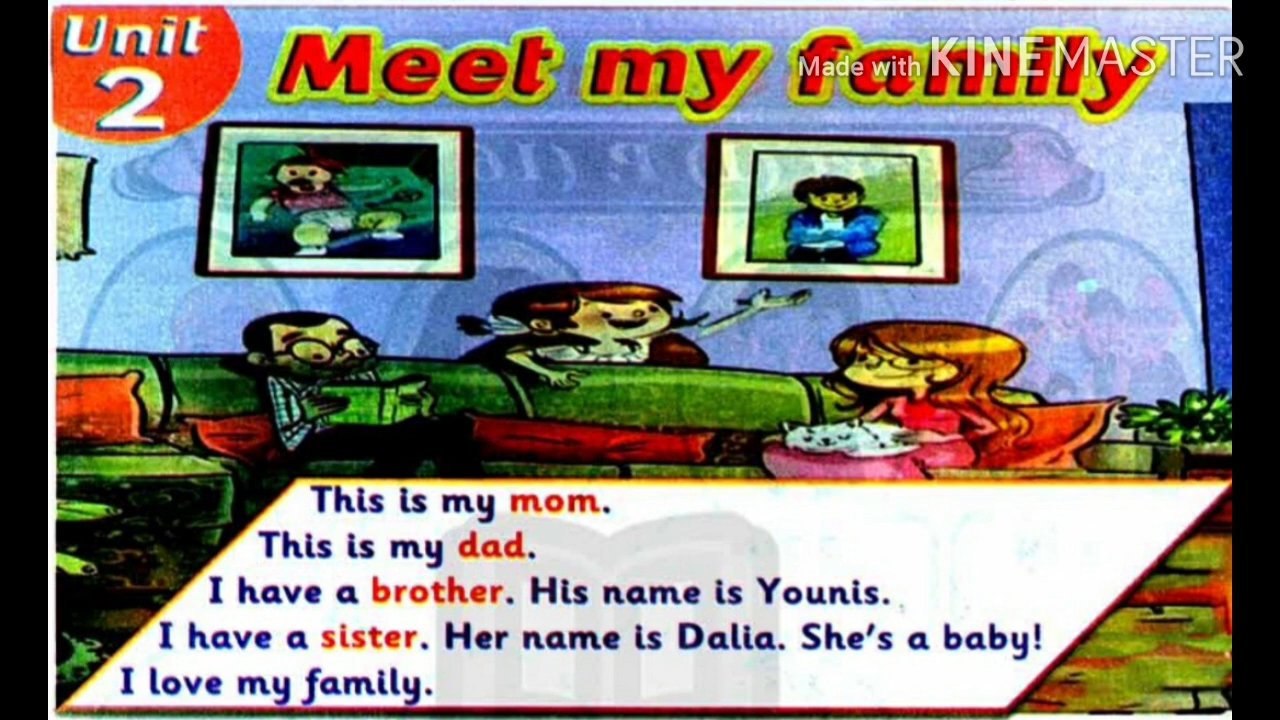 Unit
2
Meet my family
Made with KINEMASTER
This is my mom.
This is my dad.
I have a brother. His name is Younis.
I have a sister. Her name is Dalia. She's a baby!
I love my family.